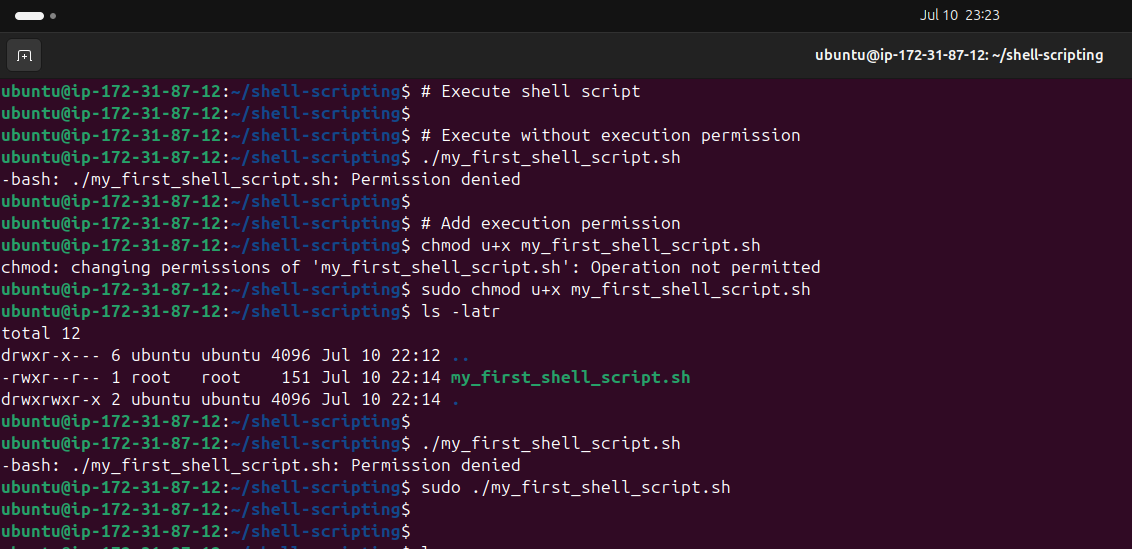 Jul 10 23:23
ubuntu@ip-172-31-87-12: ~/shell-scripting
ubuntu@ip-172-31-87-12:~/shell-scripting$ # Execute shell script
ubuntu@ip-172-31-87-12:~/shell-scripting$
ubuntu@ip-172-31-87-12:~/shell-scripting$ # Execute without execution permission
ubuntu@ip-172-31-87-12:~/shell-scripting$ ./my_first_shell_script.sh
-bash: ./my_first_shell_script.sh: Permission denied
ubuntu@ip-172-31-87-12:~/shell-scripting$
ubuntu@ip-172-31-87-12:~/shell-scripting$ # Add execution permission
ubuntu@ip-172-31-87-12:~/shell-scripting$ chmod u+x my_first_shell_script.sh
chmod: changing permissions of 'my_first_shell_script.sh': Operation not permitted
ubuntu@ip-172-31-87-12:~/shell-scripting$ sudo chmod u+x my_first_shell_script.sh
ubuntu@ip-172-31-87-12:~/shell-scripting$ ls -latr
total 12
drwxr-x--- 6 ubuntu ubuntu 4096 Jul 10 22:12 ..
-rwxr--r-- 1 root   root    151 Jul 10 22:14 my_first_shell_script.sh
drwxrwxr-x 2 ubuntu ubuntu 4096 Jul 10 22:14 .
ubuntu@ip-172-31-87-12:~/shell-scripting$
ubuntu@ip-172-31-87-12:~/shell-scripting$ ./my_first_shell_script.sh
-bash: ./my_first_shell_script.sh: Permission denied
ubuntu@ip-172-31-87-12:~/shell-scripting$ sudo ./my_first_shell_script.sh
ubuntu@ip-172-31-87-12:~/shell-scripting$
ubuntu@ip-172-31-87-12:~/shell-scripting$